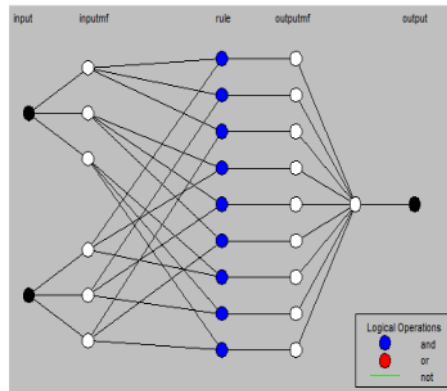 input inputmf rule outputmf output
Logical Operations
and
or
not